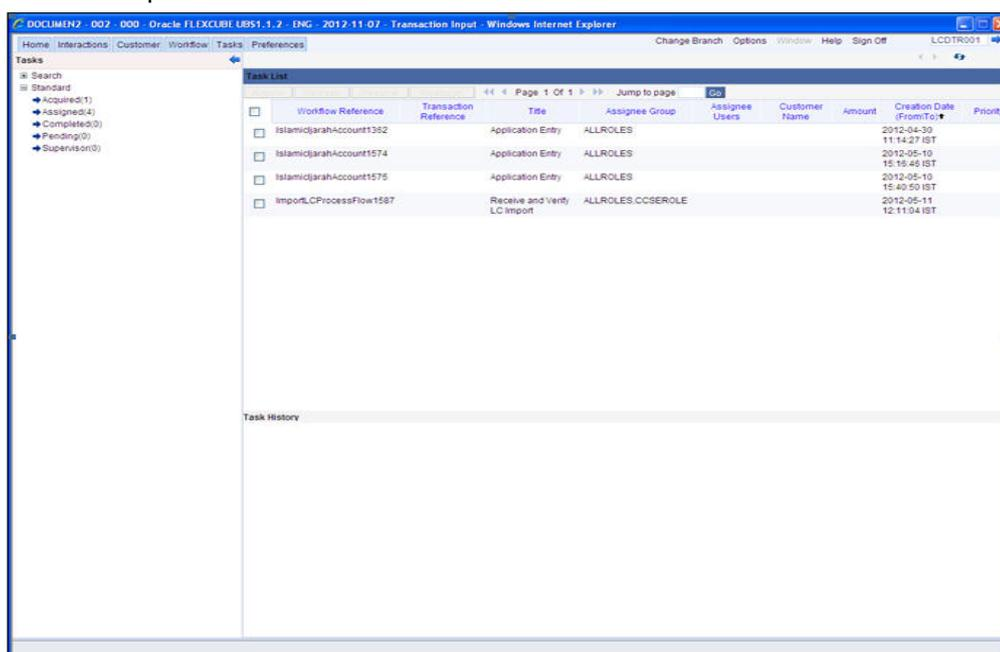 DOCUMEN2 - 002 - 000 - Oracle FLEXCUBE UBS1.1.2 - ENG - 2012-11-07 - Transaction Input - Windows Internet Explorer
Home Interactions Customer Workflow Tasks Preferences Change Branch Options Window Help Sign Off LCDTR001
Tasks
Search
Standard
Acquired(1)
Assigned(4)
Completed(0)
Pending(0)
Supervisor(0)
Task List
Page 1 Of 1 Jump to page Go
Workflow Reference Transaction Reference Title Assignee Group Assignee Users Customer Name Amount Creation Date (From\To) Priority
IslamicIjarahAccount1362 Application Entry ALLROLES 2012-04-30 11:14:27 IST
IslamicIjarahAccount1574 Application Entry ALLROLES 2012-05-10 15:16:46 IST
IslamicIjarahAccount1575 Application Entry ALLROLES 2012-05-10 15:40:50 IST
ImportLCProcessFlow1587 Receive and Verify LC Import ALLROLES,CCSEROLE 2012-05-11 12:11:04 IST
Task History